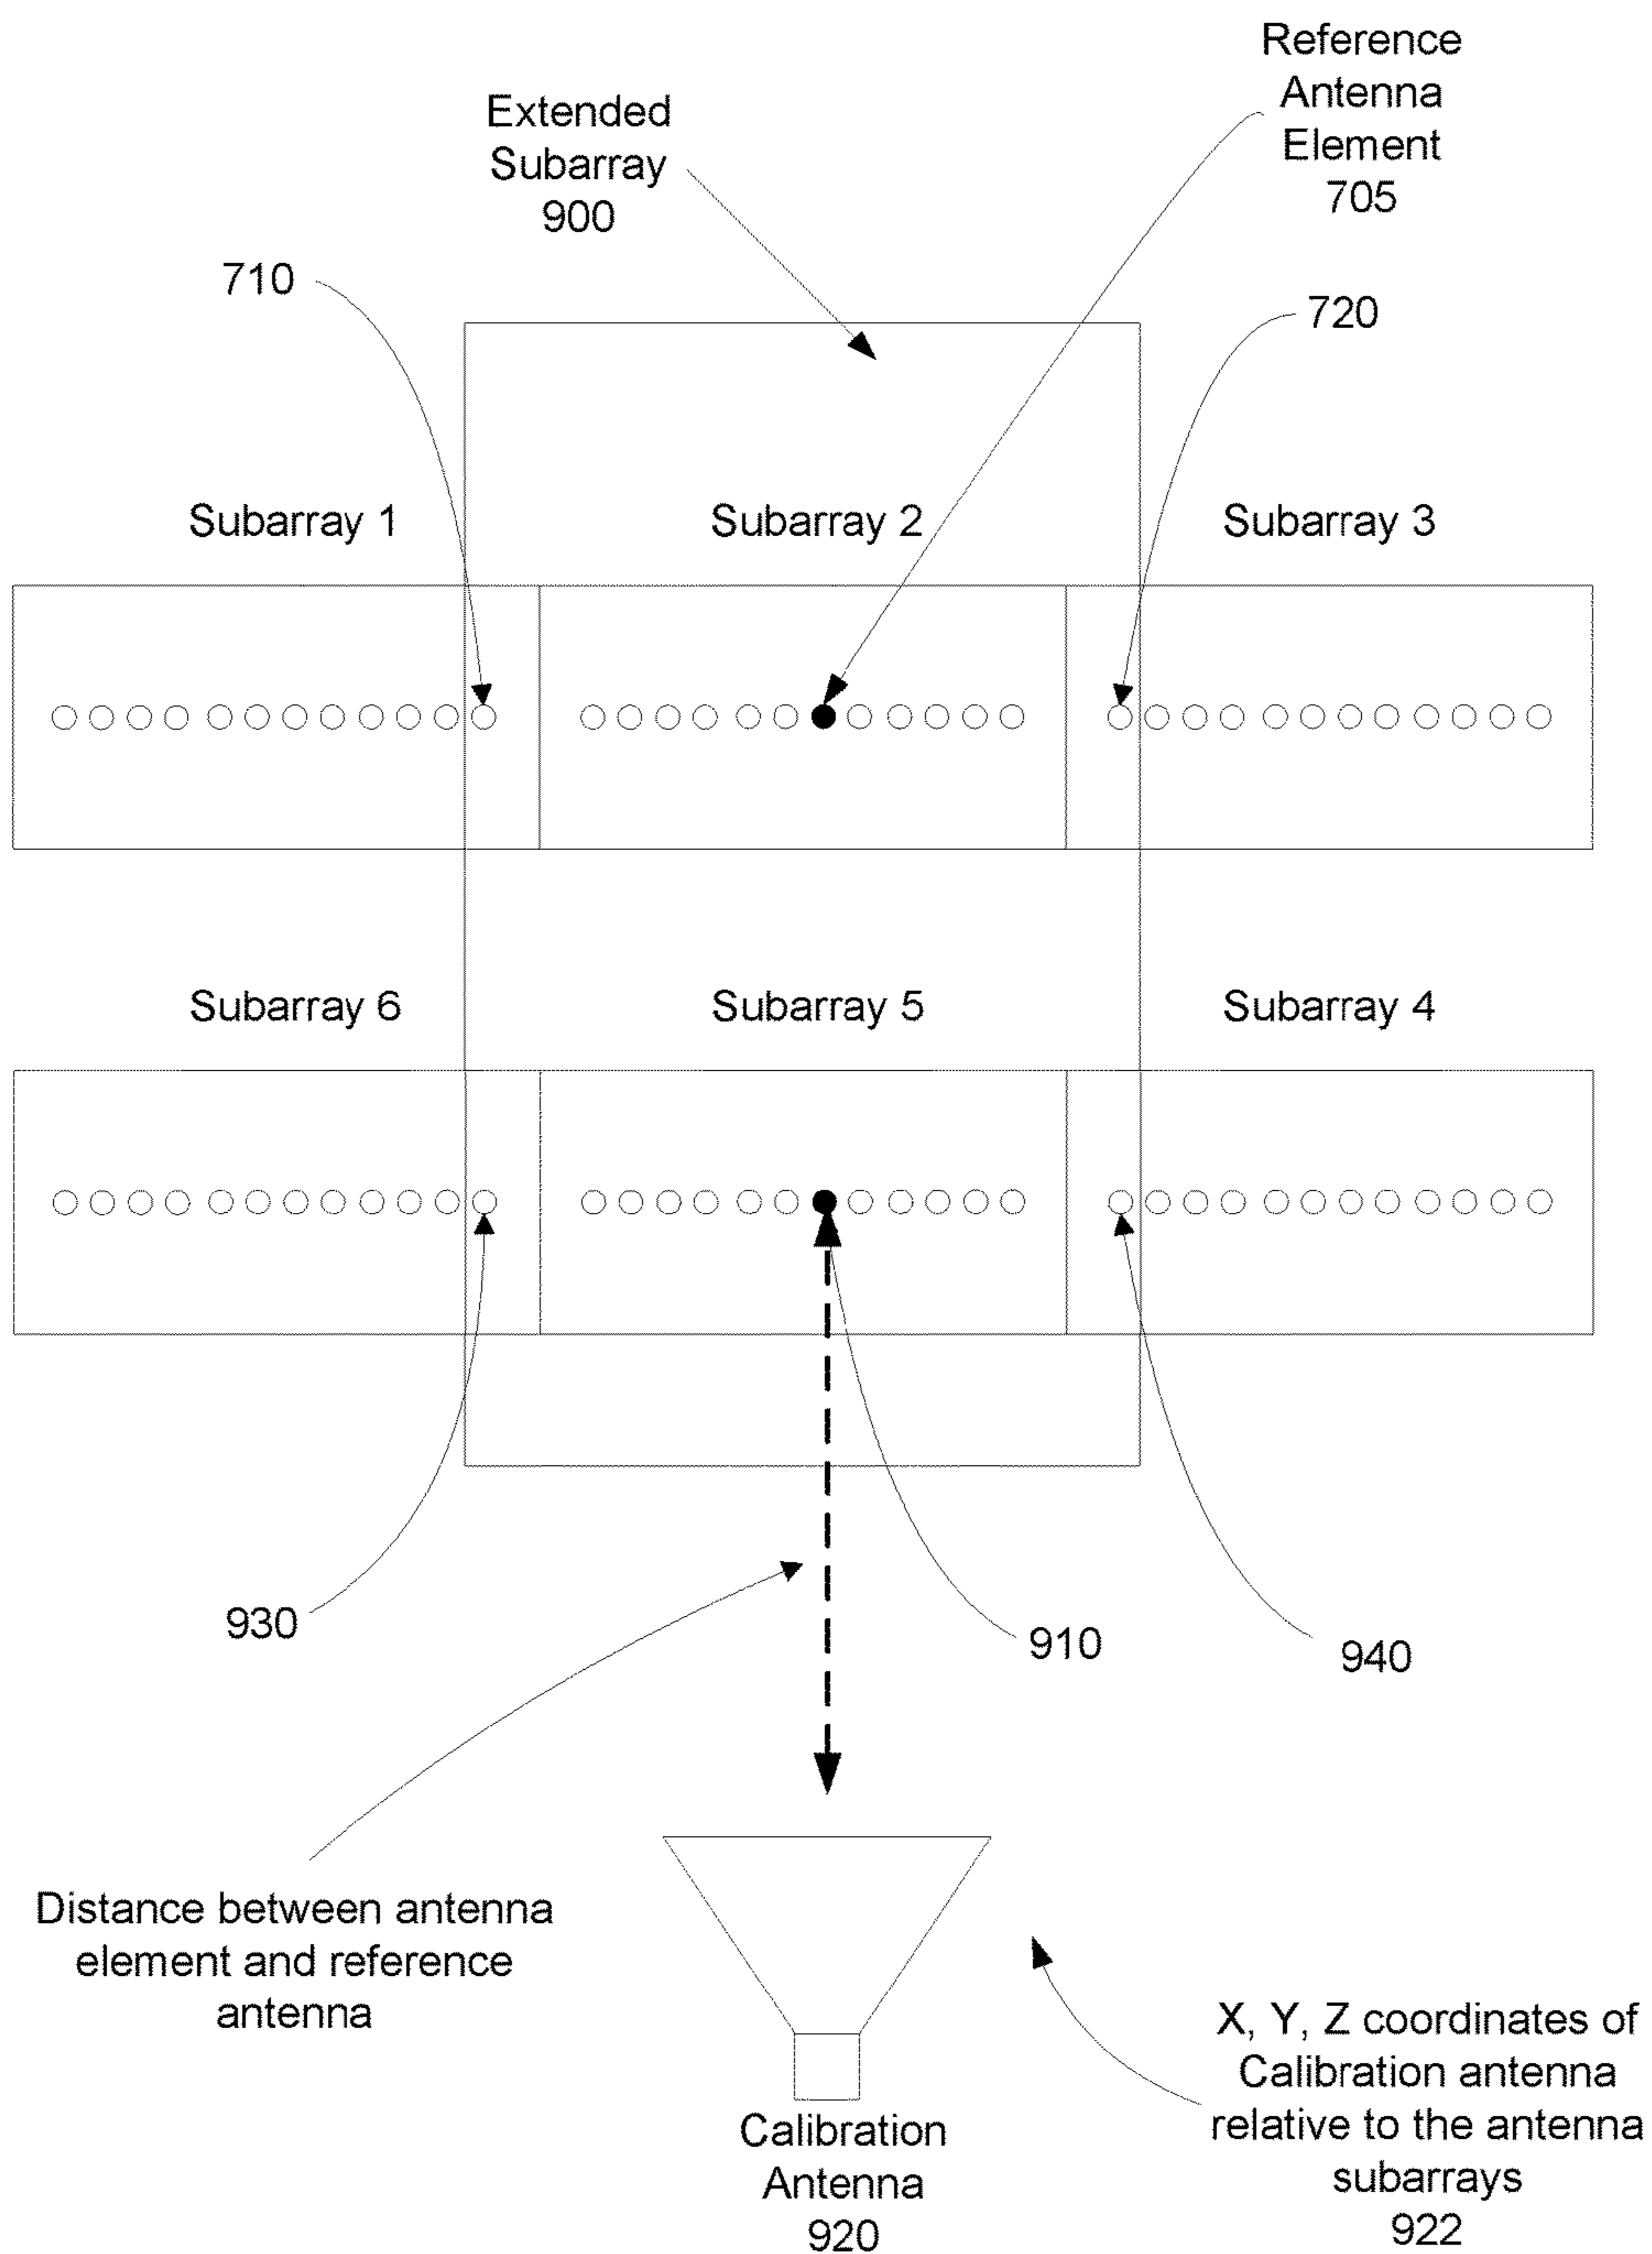 Reference
Antenna
Element
705
Extended
Subarray
900
710
720
Subarray 1
Subarray 2
Subarray 3
Subarray 6
Subarray 5
Subarray 4
930
910
940
Distance between antenna
element and reference
antenna
X, Y, Z coordinates of
Calibration antenna
relative to the antenna
subarrays
922
Calibration
Antenna
920